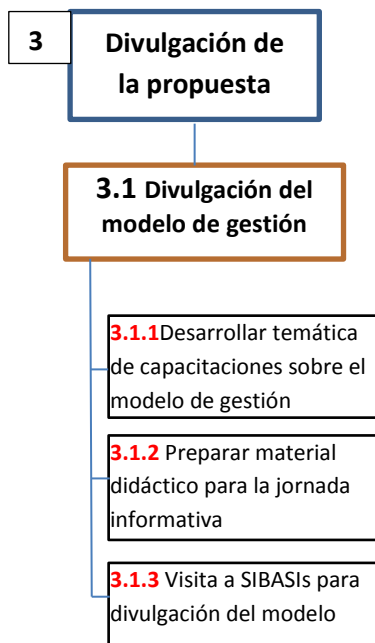 3
Divulgación de
la propuesta
3.1 Divulgación del
modelo de gestión
3.1.1Desarrollar temática
de capacitaciones sobre el
modelo de gestión
3.1.2 Preparar material
didáctico para la jornada
informativa
3.1.3 Visita a SIBASIs para
divulgación del modelo